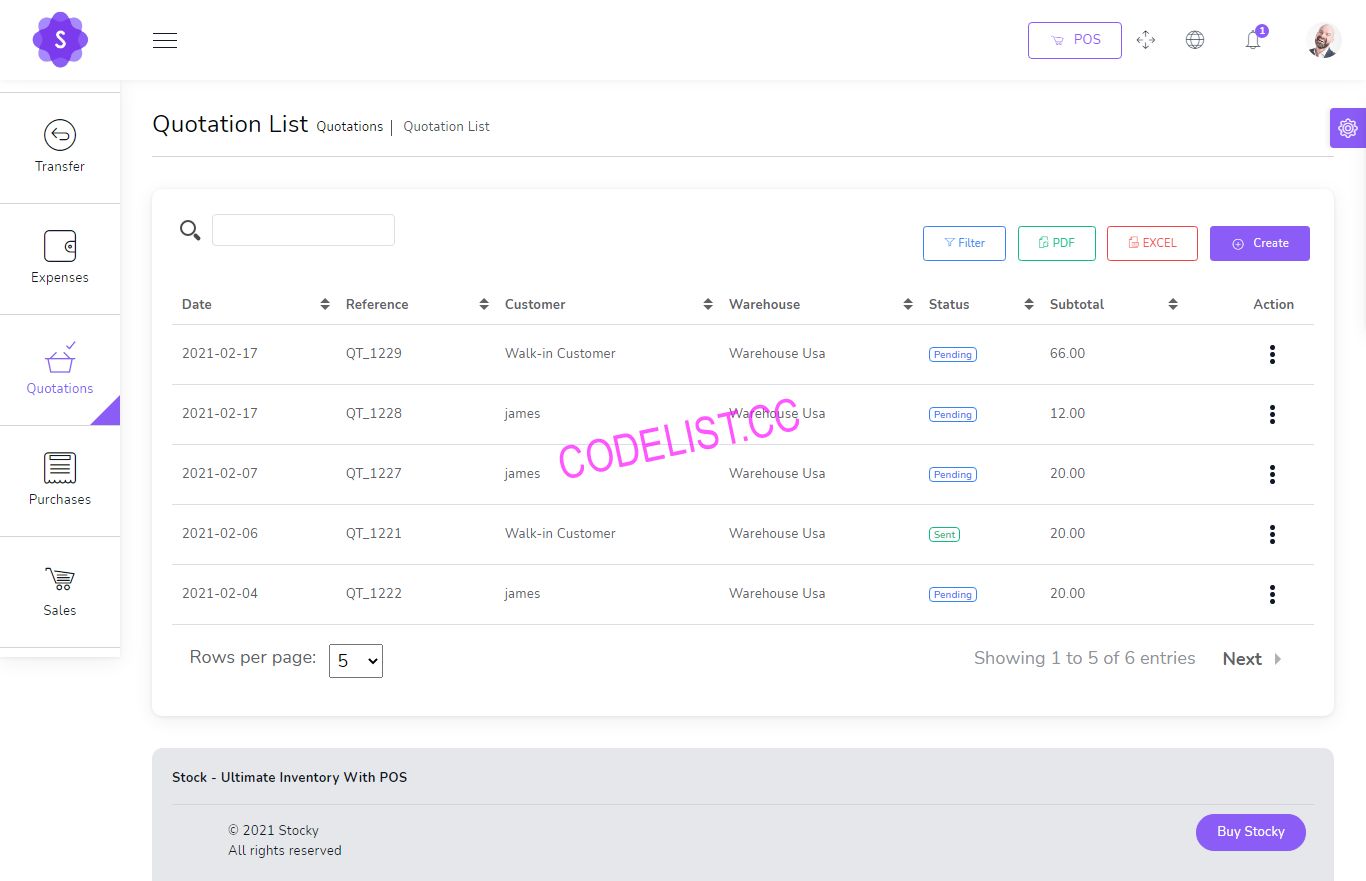 S
POS
1
Quotation List Quotations | Quotation List
Transfer
Expenses
Quotations
Purchases
Sales
Filter PDF EXCEL Create
Date Reference Customer Warehouse Status Subtotal Action
2021-02-17 QT_1229 Walk-in Customer Warehouse Usa Pending 66.00
2021-02-17 QT_1228 james Warehouse Usa Pending 12.00
CODELIST.CC
2021-02-07 QT_1227 james Warehouse Usa Pending 20.00
2021-02-06 QT_1221 Walk-in Customer Warehouse Usa Sent 20.00
2021-02-04 QT_1222 james Warehouse Usa Pending 20.00
Rows per page: 5 Showing 1 to 5 of 6 entries Next
Stock - Ultimate Inventory With POS
© 2021 Stocky
All rights reserved
Buy Stocky